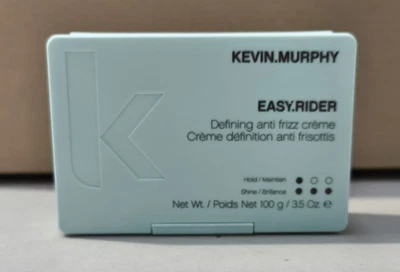 KEVIN.MURPHY
EASY.RIDER
Defining anti frizz crème
Crème définition anti frisottis
Hold / Maintien
Shine / Brillance
Net Wt. / Poids Net 100 g / 3.5 Oz. e